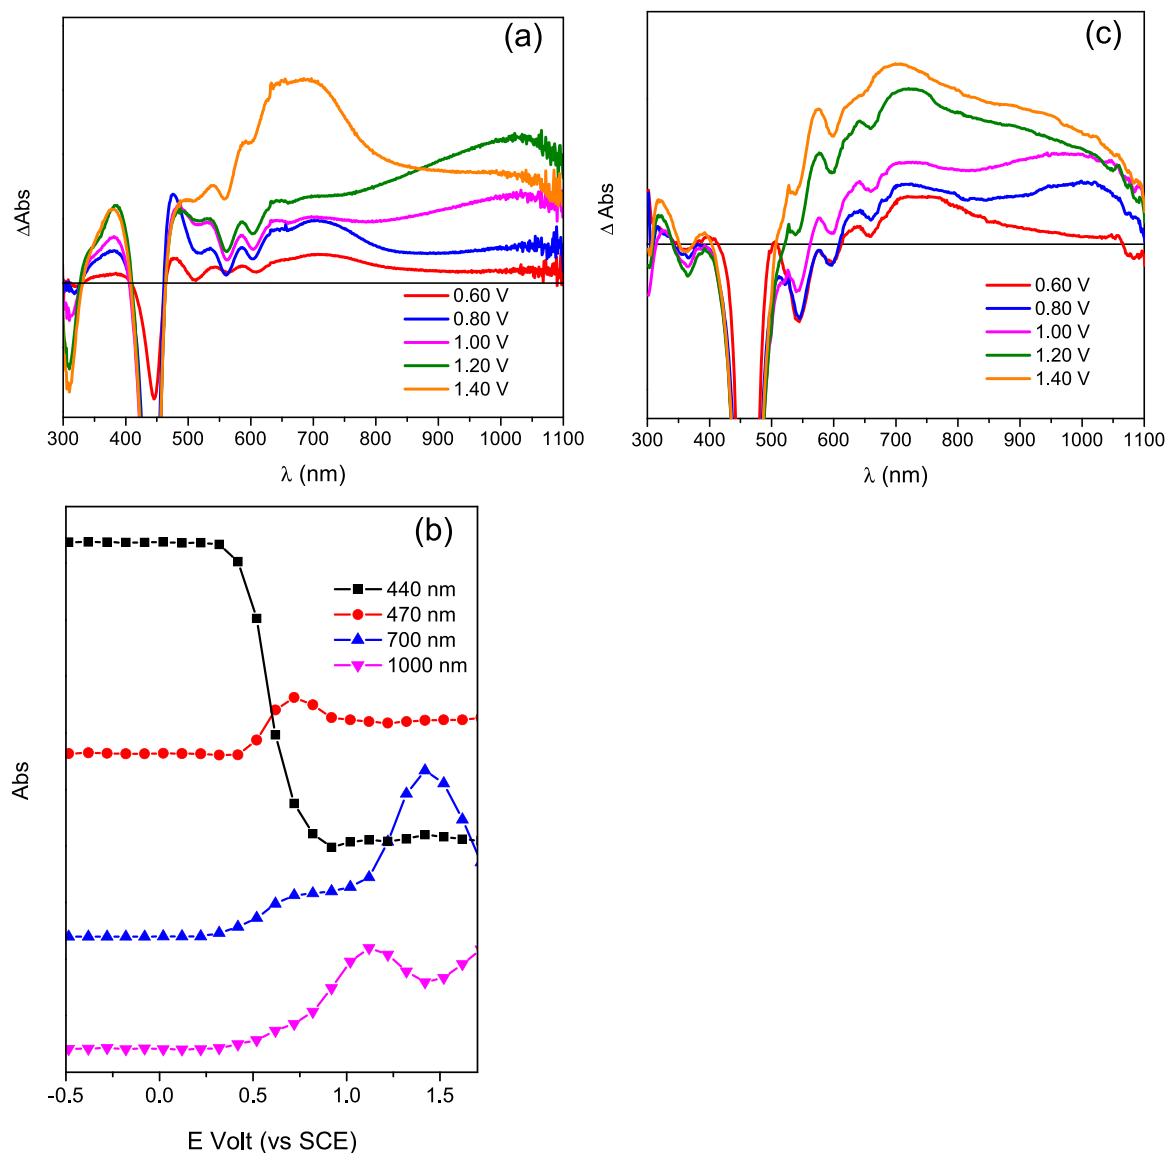 (a)
ΔAbs
0.60 V
0.80 V
1.00 V
1.20 V
1.40 V
300 400 500 600 700 800 900 1000 1100
λ (nm)
(c)
Δ Abs
0.60 V
0.80 V
1.00 V
1.20 V
1.40 V
300 400 500 600 700 800 900 1000 1100
λ (nm)
(b)
Abs
440 nm
470 nm
700 nm
1000 nm
-0.5 0.0 0.5 1.0 1.5
E Volt (vs SCE)